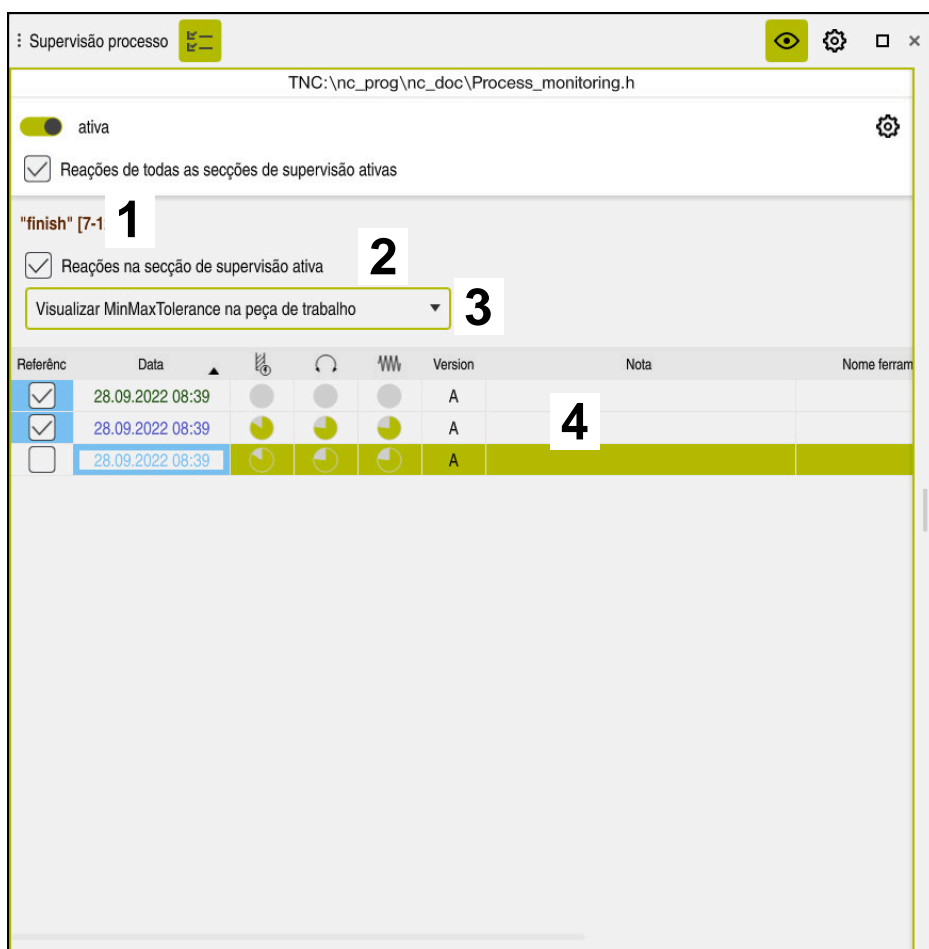 Supervisão processo
TNC:\nc_prog\nc_doc\Process_monitoring.h
ativa
Reações de todas as secções de supervisão ativas
"finish" [7-1
1
Reações na secção de supervisão ativa
2
Visualizar MinMaxTolerance na peça de trabalho
3
Referênc Data Version Nota Nome ferram
28.09.2022 08:39 A
28.09.2022 08:39 A
4
28.09.2022 08:39 A